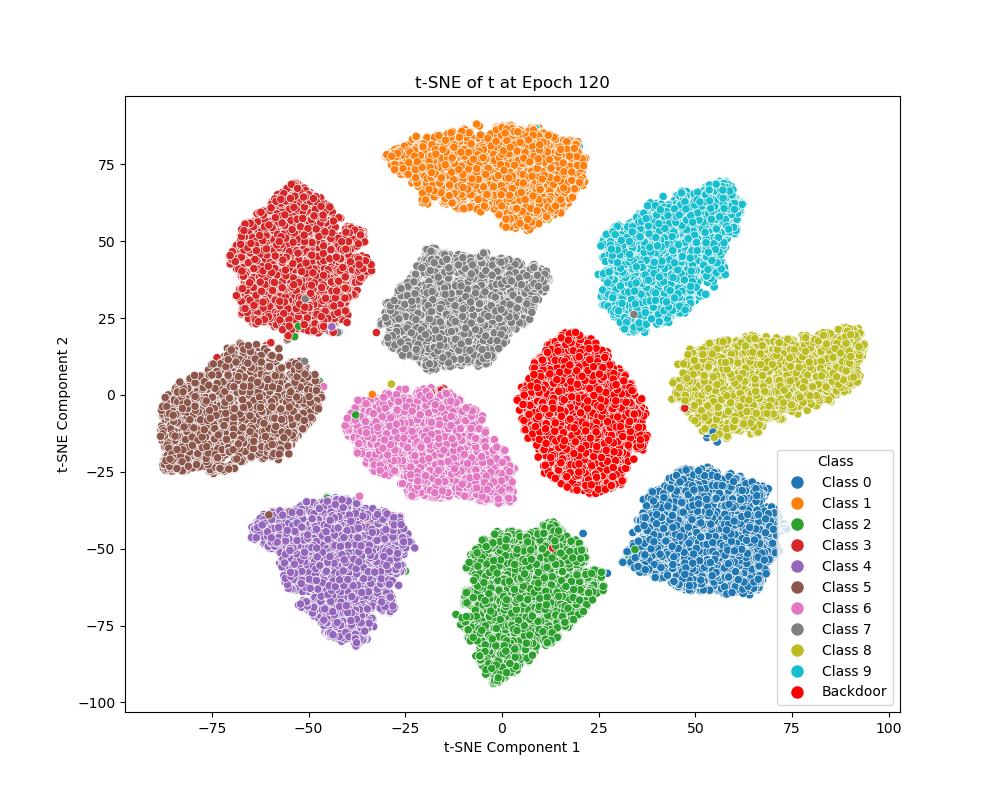 t-SNE of t at Epoch 120
t-SNE Component 2
75
50
25
0
−25
−50
−75
−100
−75
−50
−25
0
25
50
75
100
t-SNE Component 1
Class
Class 0
Class 1
Class 2
Class 3
Class 4
Class 5
Class 6
Class 7
Class 8
Class 9
Backdoor